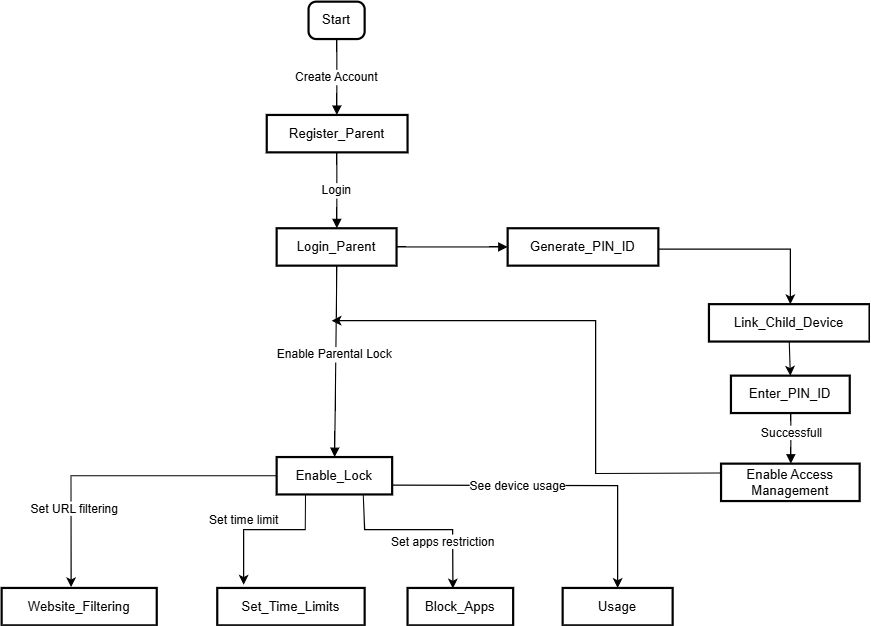 Start
Create Account
Register_Parent
Login
Login_Parent
Generate_PIN_ID
Link_Child_Device
Enable Parental Lock
Enter_PIN_ID
Successfull
Enable Access
Management
Enable_Lock
See device usage
Set URL filtering
Set time limit
Set apps restriction
Website_Filtering
Set_Time_Limits
Block_Apps
Usage